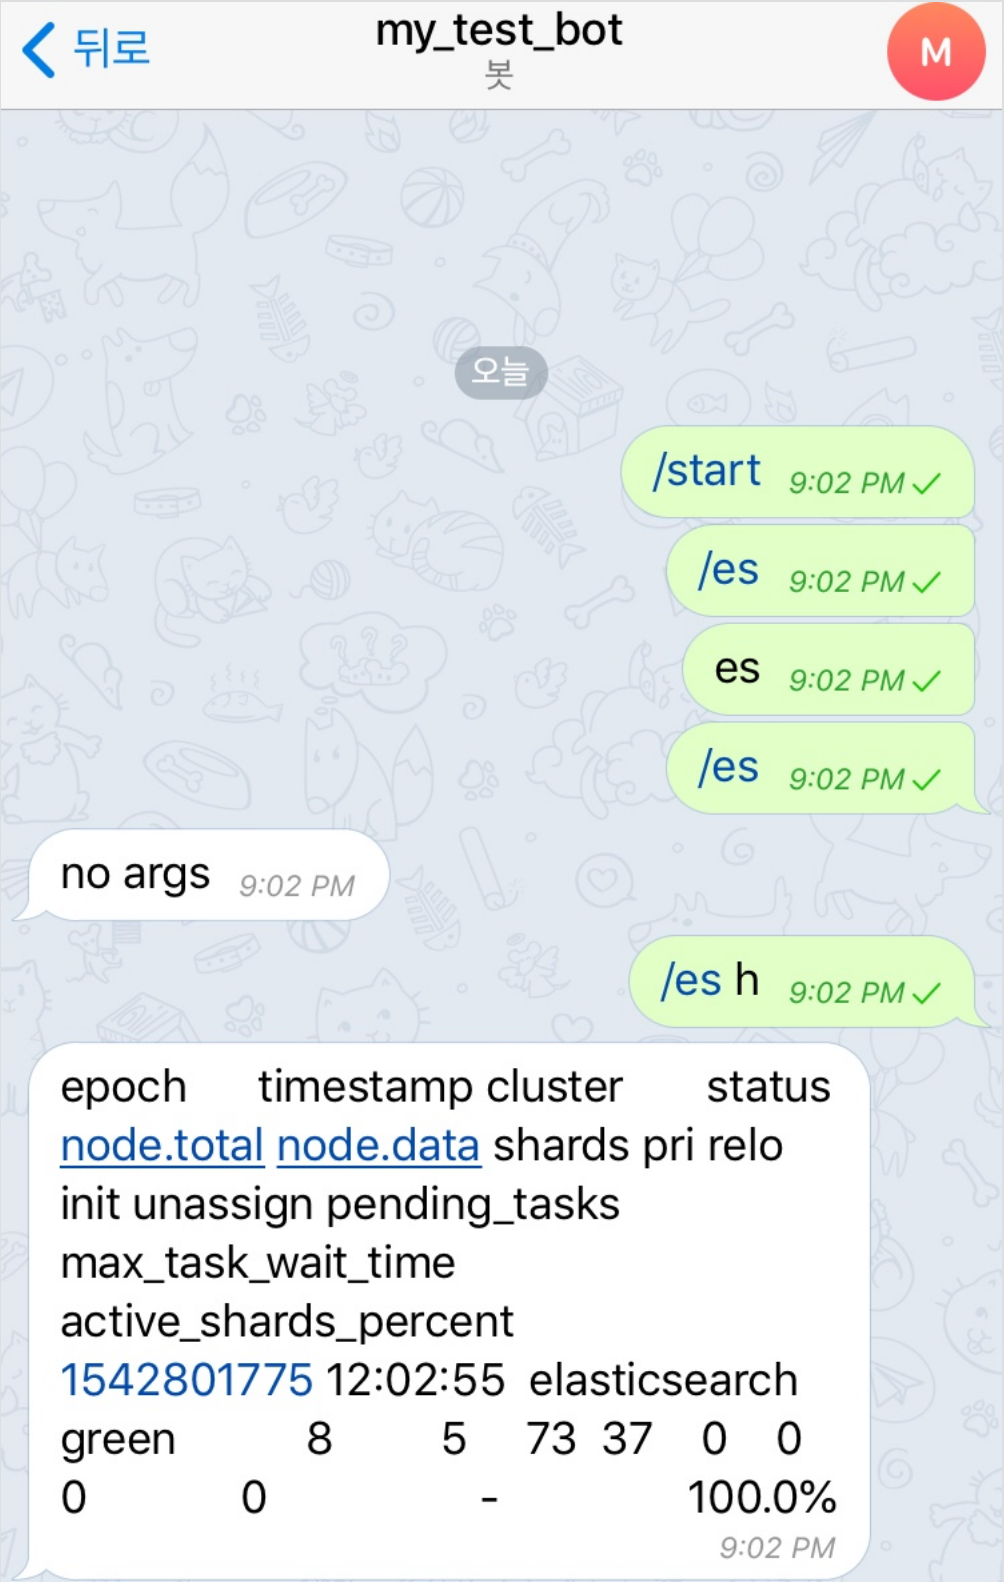 뒤로
my_test_bot
봇
M
오늘
/start 9:02 PM
/es 9:02 PM
es 9:02 PM
/es 9:02 PM
no args 9:02 PM
/es h 9:02 PM
epoch timestamp cluster status
node.total node.data shards pri relo
init unassign pending_tasks
max_task_wait_time
active_shards_percent
1542801775 12:02:55 elasticsearch
green 8 5 73 37 0 0
0 0 - 100.0%
9:02 PM